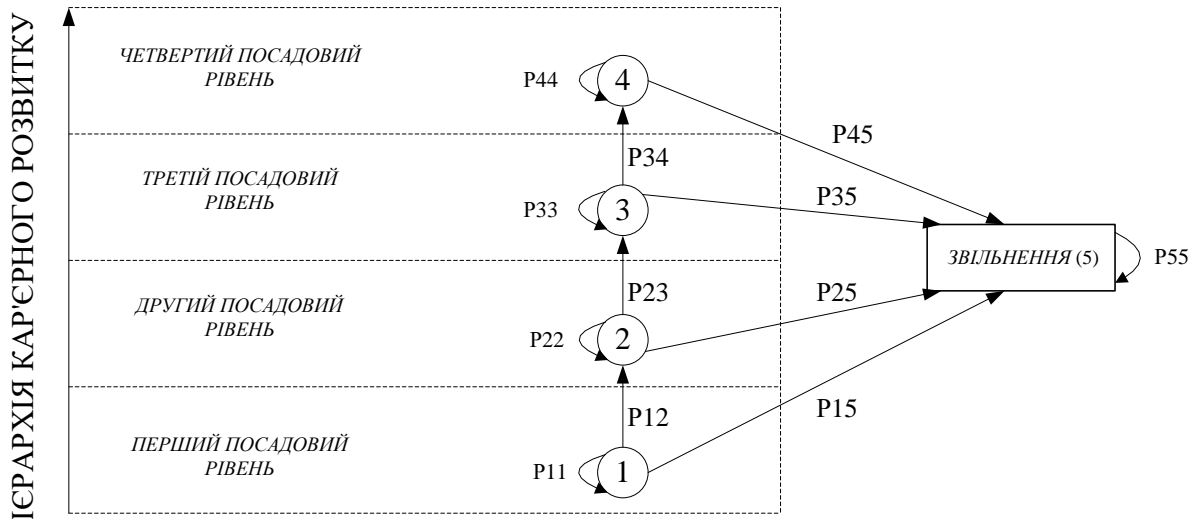 ІЄРАРХІЯ КАР'ЄРНОГО РОЗВИТКУ
ЧЕТВЕРТИЙ ПОСАДОВИЙ
РІВЕНЬ
P44
4
P45
P34
ТРЕТІЙ ПОСАДОВИЙ
РІВЕНЬ
P33
3
P35
ЗВІЛЬНЕННЯ (5)
P55
P23
P25
ДРУГИЙ ПОСАДОВИЙ
РІВЕНЬ
P22
2
P12
P15
ПЕРШИЙ ПОСАДОВИЙ
РІВЕНЬ
P11
1